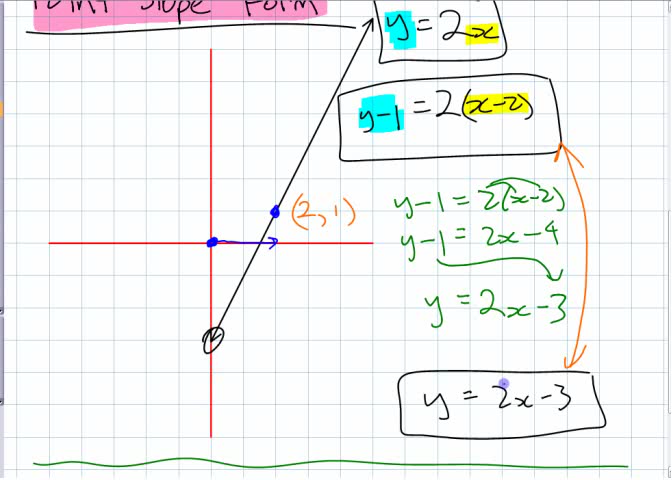 Point Slope Form
y = 2x
y-1 = 2(x-2)
(2,1)
y-1 = 2(x-2)
y-1 = 2x-4
y = 2x-3
y = 2x-3